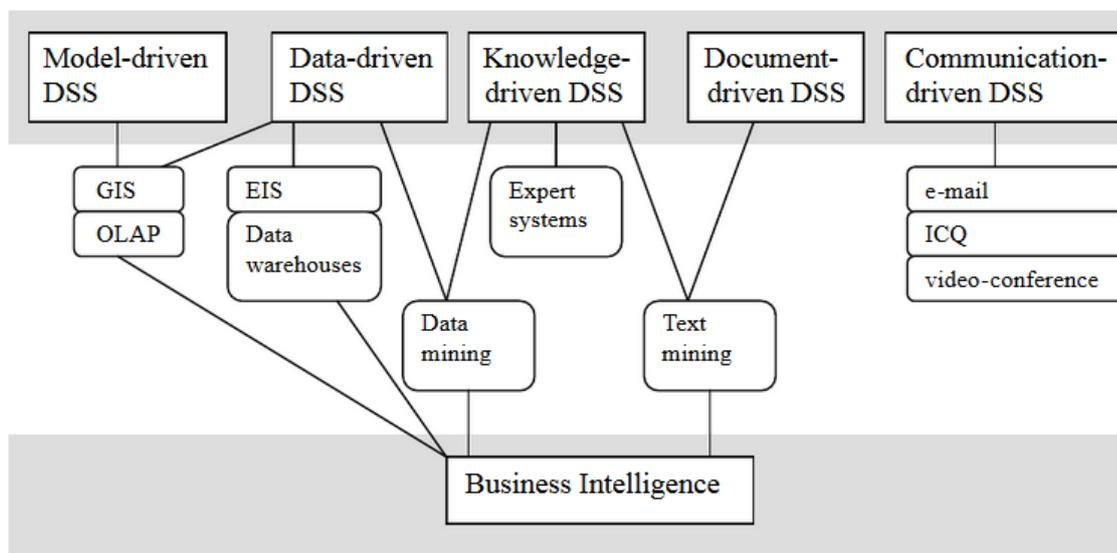 Model-driven
DSS
Data-driven
DSS
Knowledge-
driven DSS
Document-
driven DSS
Communication-
driven DSS
GIS
OLAP
EIS
Data
warehouses
Expert
systems
e-mail
ICQ
video-conference
Data
mining
Text
mining
Business Intelligence